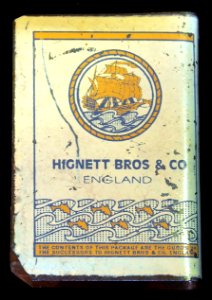 HIGNETT BROS & CO
ENGLAND
THE CONTENTS OF THIS PACKAGE ARE THE GOODS
THE SUCCESSORS TO HIGNETT BROS & CO. ENGLAND